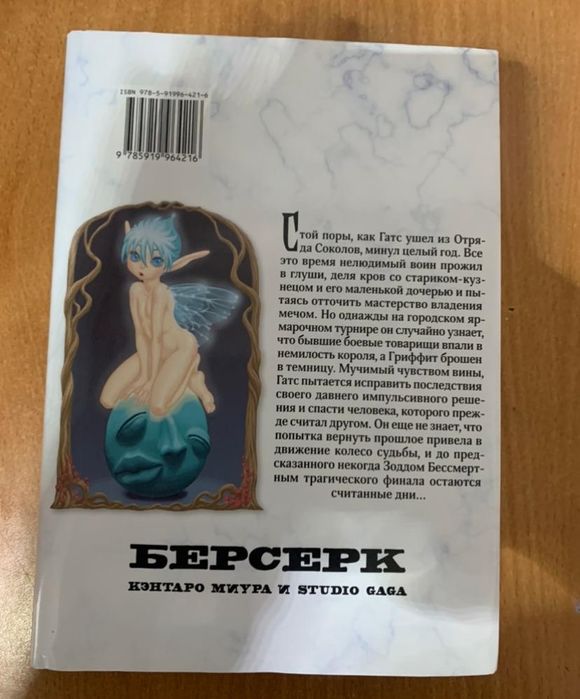 ISBN 978-5-91996-421-6
9 785919 964216
С той поры, как Гатс ушел из Отря-
да Соколов, минул целый год. Все
это время нелюдимый воин прожил
в глуши, деля кров со стариком-куз-
нецом и его маленькой дочерью и пы-
таясь отточить мастерство владения
мечом. Но однажды на городском яр-
марочном турнире он случайно узнает,
что бывшие боевые товарищи впали в
немилость короля, а Гриффит брошен
в темницу. Мучимый чувством вины,
Гатс пытается исправить последствия
своего давнего импульсивного реше-
ния и спасти человека, которого преж-
де считал другом. Он еще не знает, что
попытка вернуть прошлое привела в
движение колесо судьбы, и до пред-
сказанного некогда Зоддом Бессмерт-
ным трагического финала остаются
считанные дни...
БЕРСЕРК
КЭНТАРО МИУРА И STUDIO GAGA